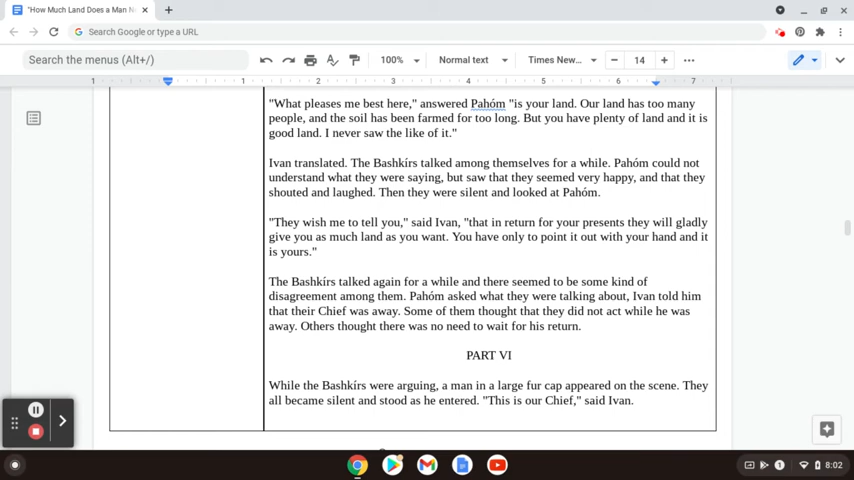 "How Much Land Does a Man N
Search Google or type a URL
Search the menus (Alt+/)
100%
Normal text
Times New...
14
1 1 2 3 4 5 6 7
"What pleases me best here," answered Pahóm "is your land. Our land has too many
people, and the soil has been farmed for too long. But you have plenty of land and it is
good land. I never saw the like of it."
Ivan translated. The Bashkírs talked among themselves for a while. Pahóm could not
understand what they were saying, but saw that they seemed very happy, and that they
shouted and laughed. Then they were silent and looked at Pahóm.
"They wish me to tell you," said Ivan, "that in return for your presents they will gladly
give you as much land as you want. You have only to point it out with your hand and it
is yours."
The Bashkírs talked again for a while and there seemed to be some kind of
disagreement among them. Pahóm asked what they were talking about, Ivan told him
that their Chief was away. Some of them thought that they did not act while he was
away. Others thought there was no need to wait for his return.
PART VI
While the Bashkírs were arguing, a man in a large fur cap appeared on the scene. They
all became silent and stood as he entered. "This is our Chief," said Ivan.
1
8:02